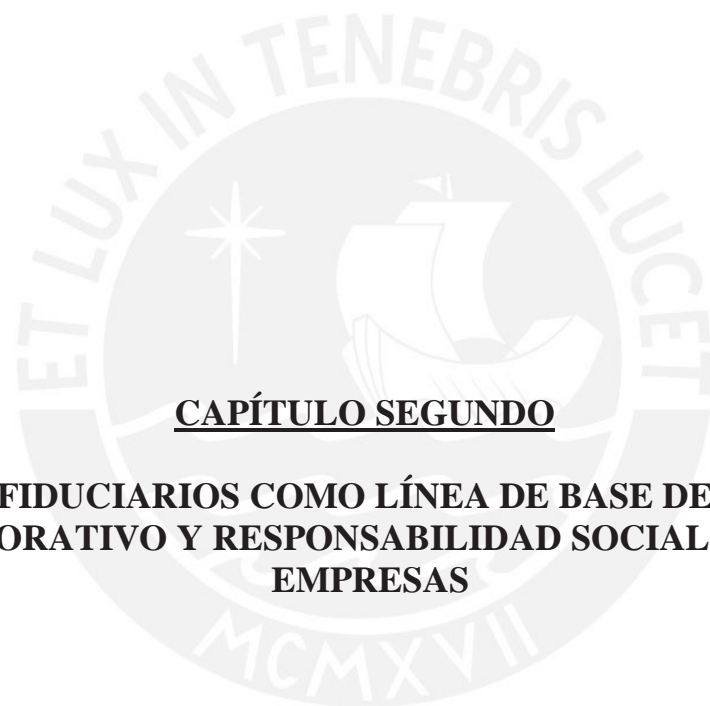 ET LUX IN TENEBRIS LUCET
CAPÍTULO SEGUNDO
FIDUCIARIOS COMO LÍNEA DE BASE DE
ORATIVO Y RESPONSABILIDAD SOCIAL
EMPRESAS
MCMXVII